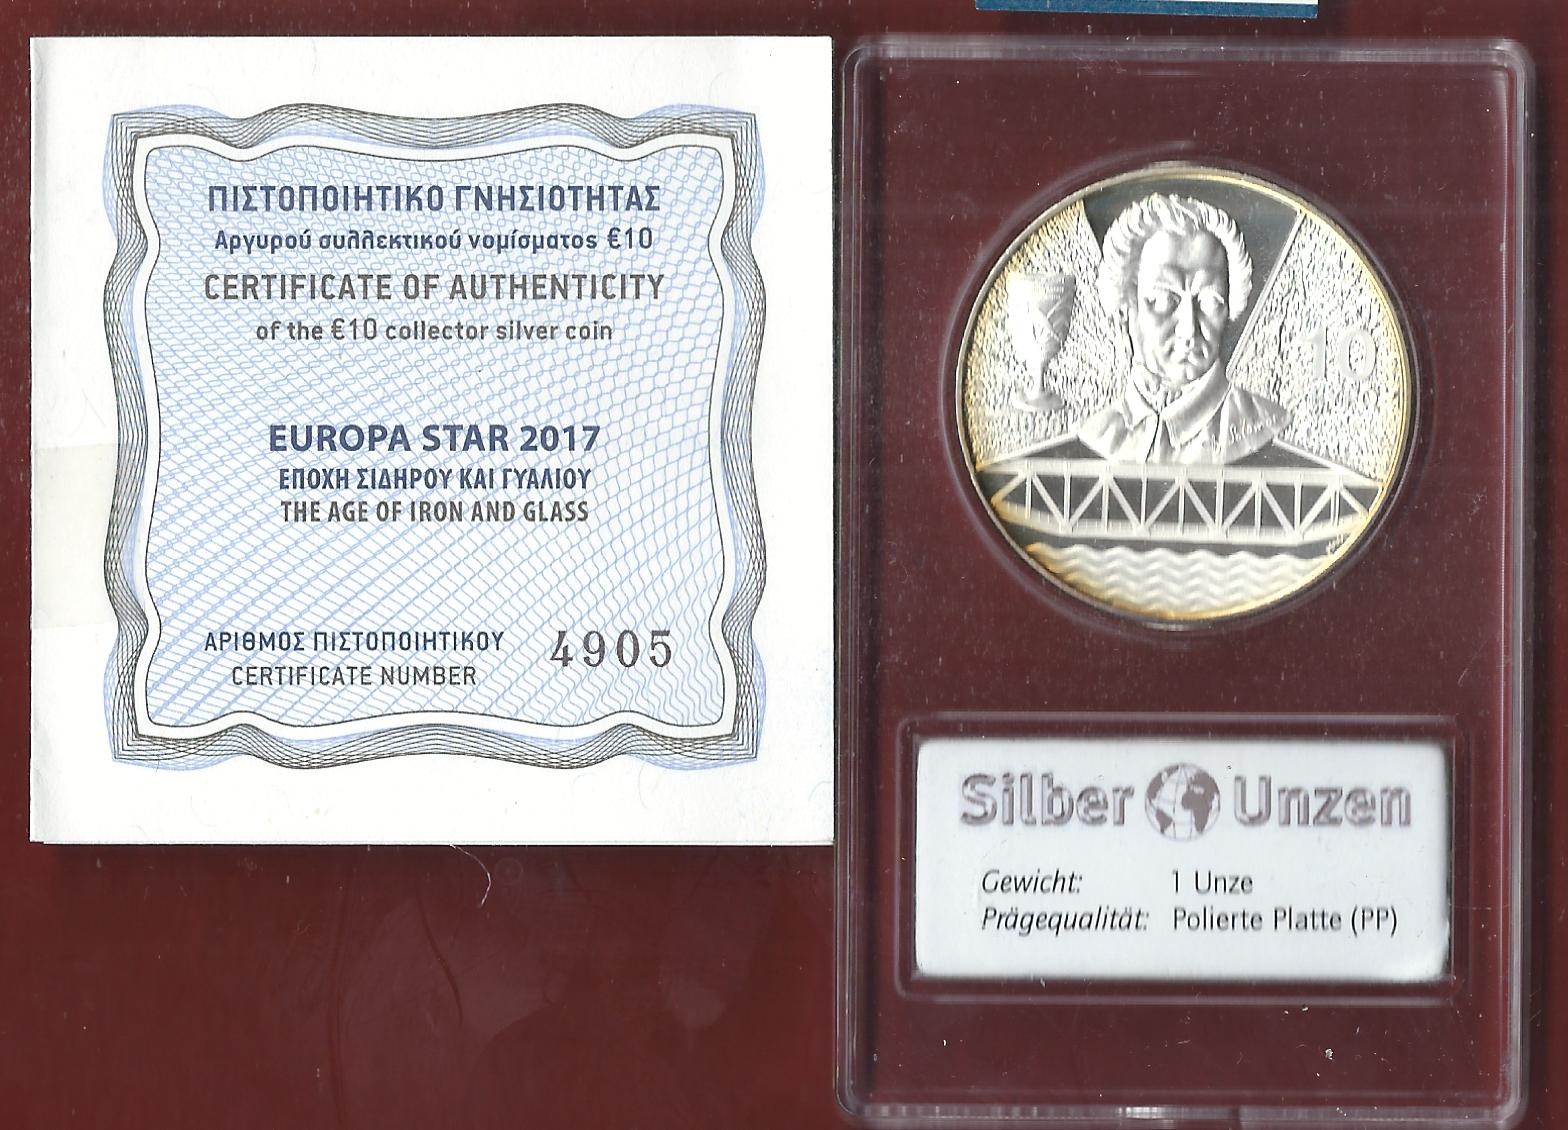 ΠΙΣΤΟΠΟΙΗΤΙΚΟ ΓΝΗΣΙΟΤΗΤΑΣ
Αργυρού συλλεκτικού νομίσματος €10
CERTIFICATE OF AUTHENTICITY
of the €10 collector silver coin
EUROPA STAR 2017
ΕΠΟΧΗ ΣΙΔΗΡΟΥ ΚΑΙ ΓΥΑΛΙΟΥ
THE AGE OF IRON AND GLASS
ΑΡΙΘΜΟΣ ΠΙΣΤΟΠΟΙΗΤΙΚΟΥ
CERTIFICATE NUMBER
4905
10
Silber Unzen
Gewicht: 1 Unze
Prägequalität: Polierte Platte (PP)